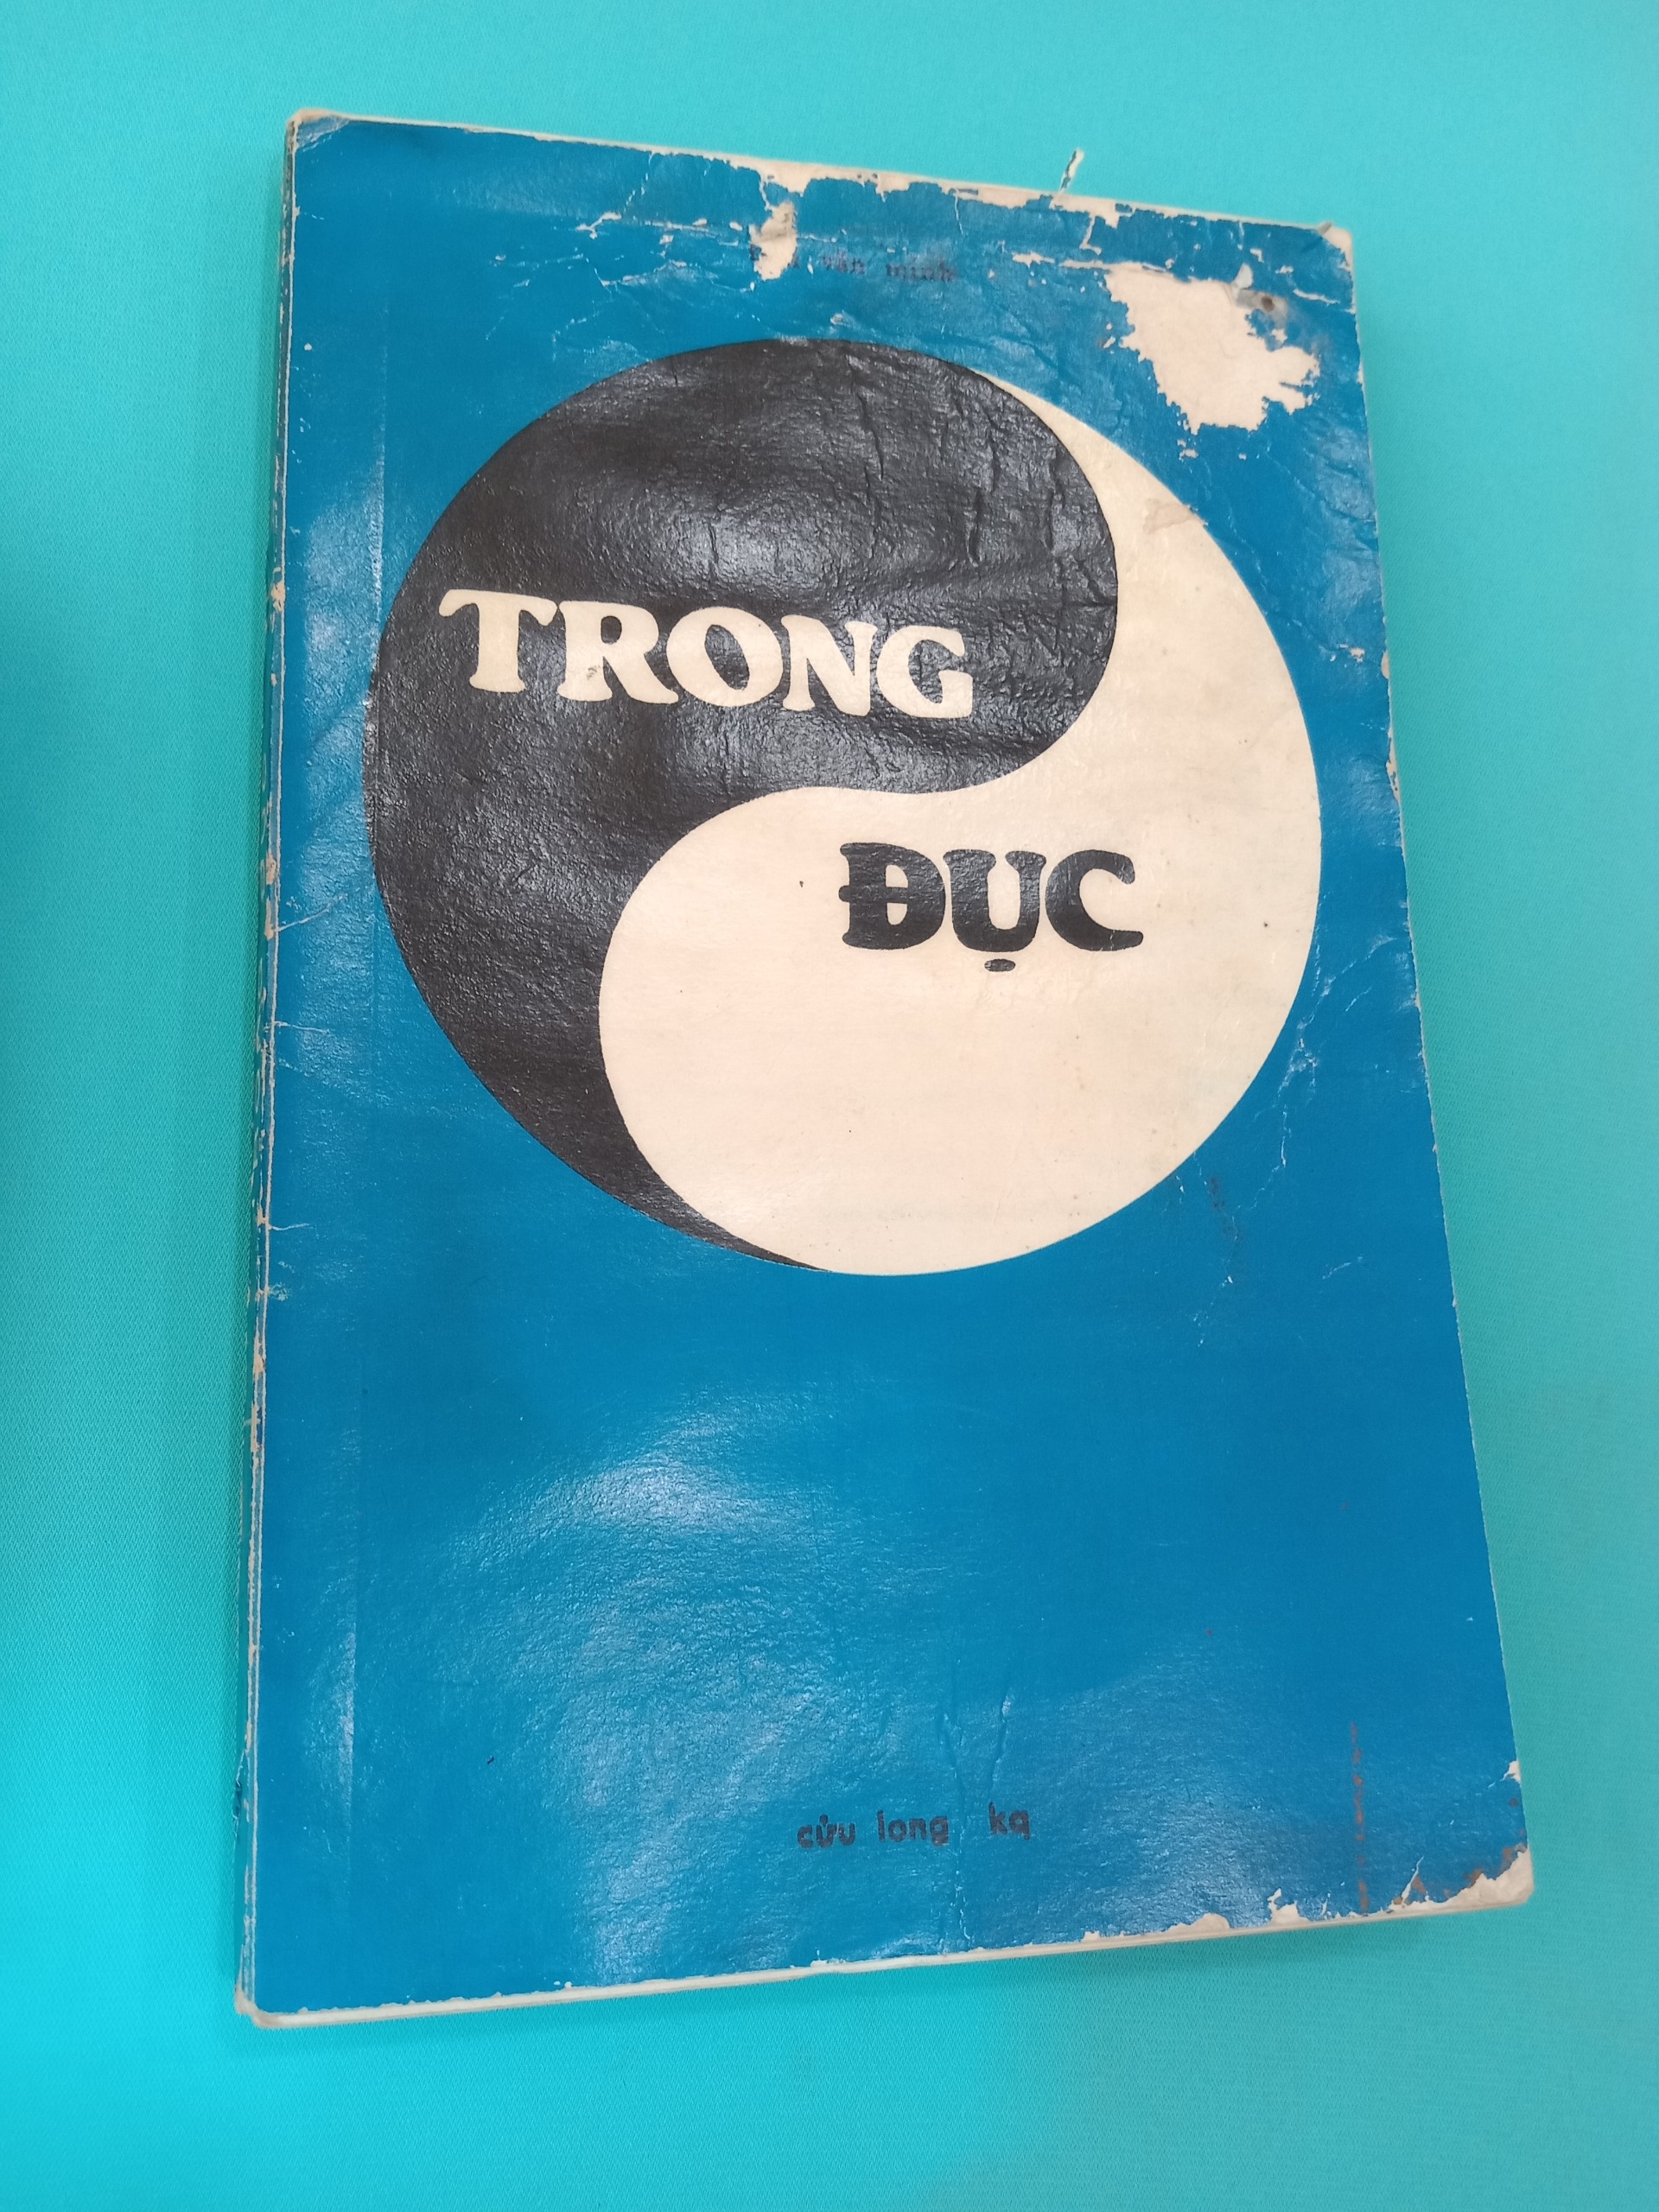 văn minh
TRONG
ĐỤC
cửu long kq